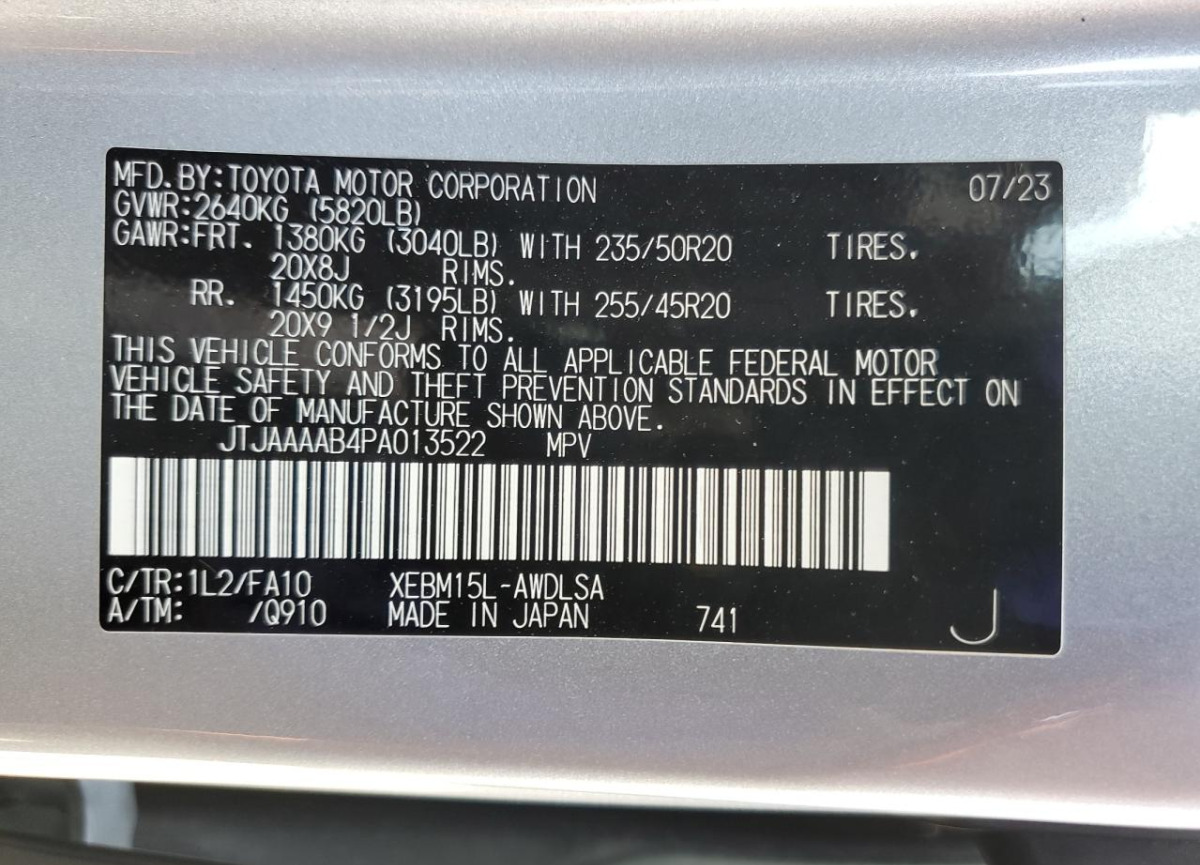 MFD. BY: TOYOTA MOTOR CORPORATION 07/23
GVWR: 2640KG (5820LB)
GAWR: FRT. 1380KG (3040LB) WITH 235/50R20 TIRES.
20X8J RIMS.
RR. 1450KG (3195LB) WITH 255/45R20 TIRES.
20X9 1/2J RIMS.
THIS VEHICLE CONFORMS TO ALL APPLICABLE FEDERAL MOTOR
VEHICLE SAFETY AND THEFT PREVENTION STANDARDS IN EFFECT ON
THE DATE OF MANUFACTURE SHOWN ABOVE.
JTJAAAAB4PA013522 MPV
C/TR: 1L2/FA10 XEBM15L-AWDLSA
A/TM: /Q910 MADE IN JAPAN 741 J